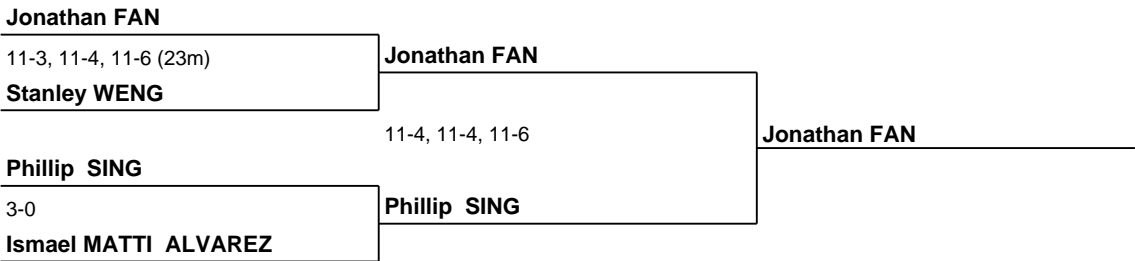 Jonathan FAN
11-3, 11-4, 11-6 (23m)
Jonathan FAN
Stanley WENG
11-4, 11-4, 11-6
Jonathan FAN
Phillip  SING
3-0
Phillip  SING
Ismael MATTI  ALVAREZ